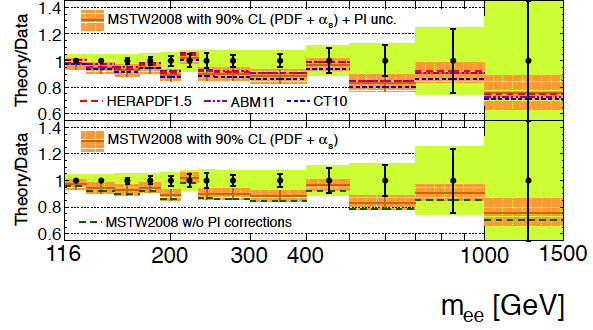 Theory/Data
1.4
1.2
1
0.8
0.6
MSTW2008 with 90% CL (PDF + αs) + PI unc.
HERAPDF1.5 ABM11 CT10
Theory/Data
1.4
1.2
1
0.8
0.6
MSTW2008 with 90% CL (PDF + αs)
MSTW2008 w/o PI corrections
116 200 300 400 1000 1500
mee [GeV]